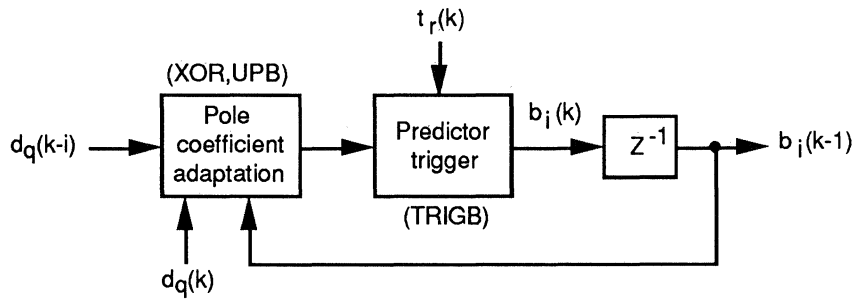 t_r(k)
(XOR,UPB)
Pole
coefficient
adaptation
Predictor
trigger
(TRIGB)
d_q(k-i)
d_q(k)
b_i(k)
Z^-1
b_i(k-1)